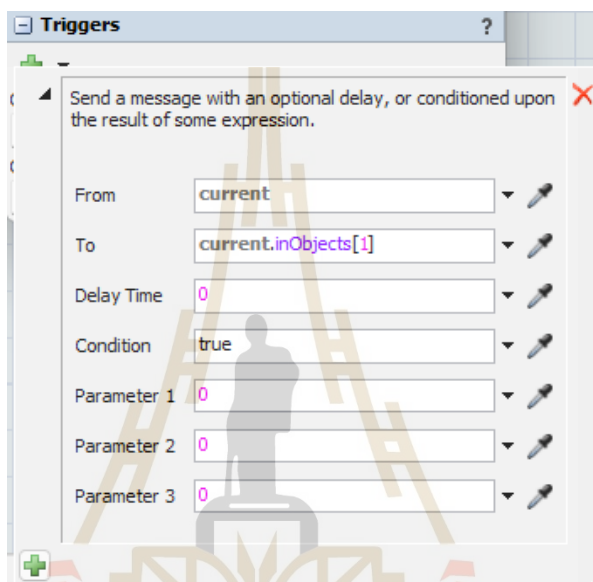 Triggers ?
Send a message with an optional delay, or conditioned upon
the result of some expression.
From current
To current.inObjects[1]
Delay Time 0
Condition true
Parameter 1 0
Parameter 2 0
Parameter 3 0